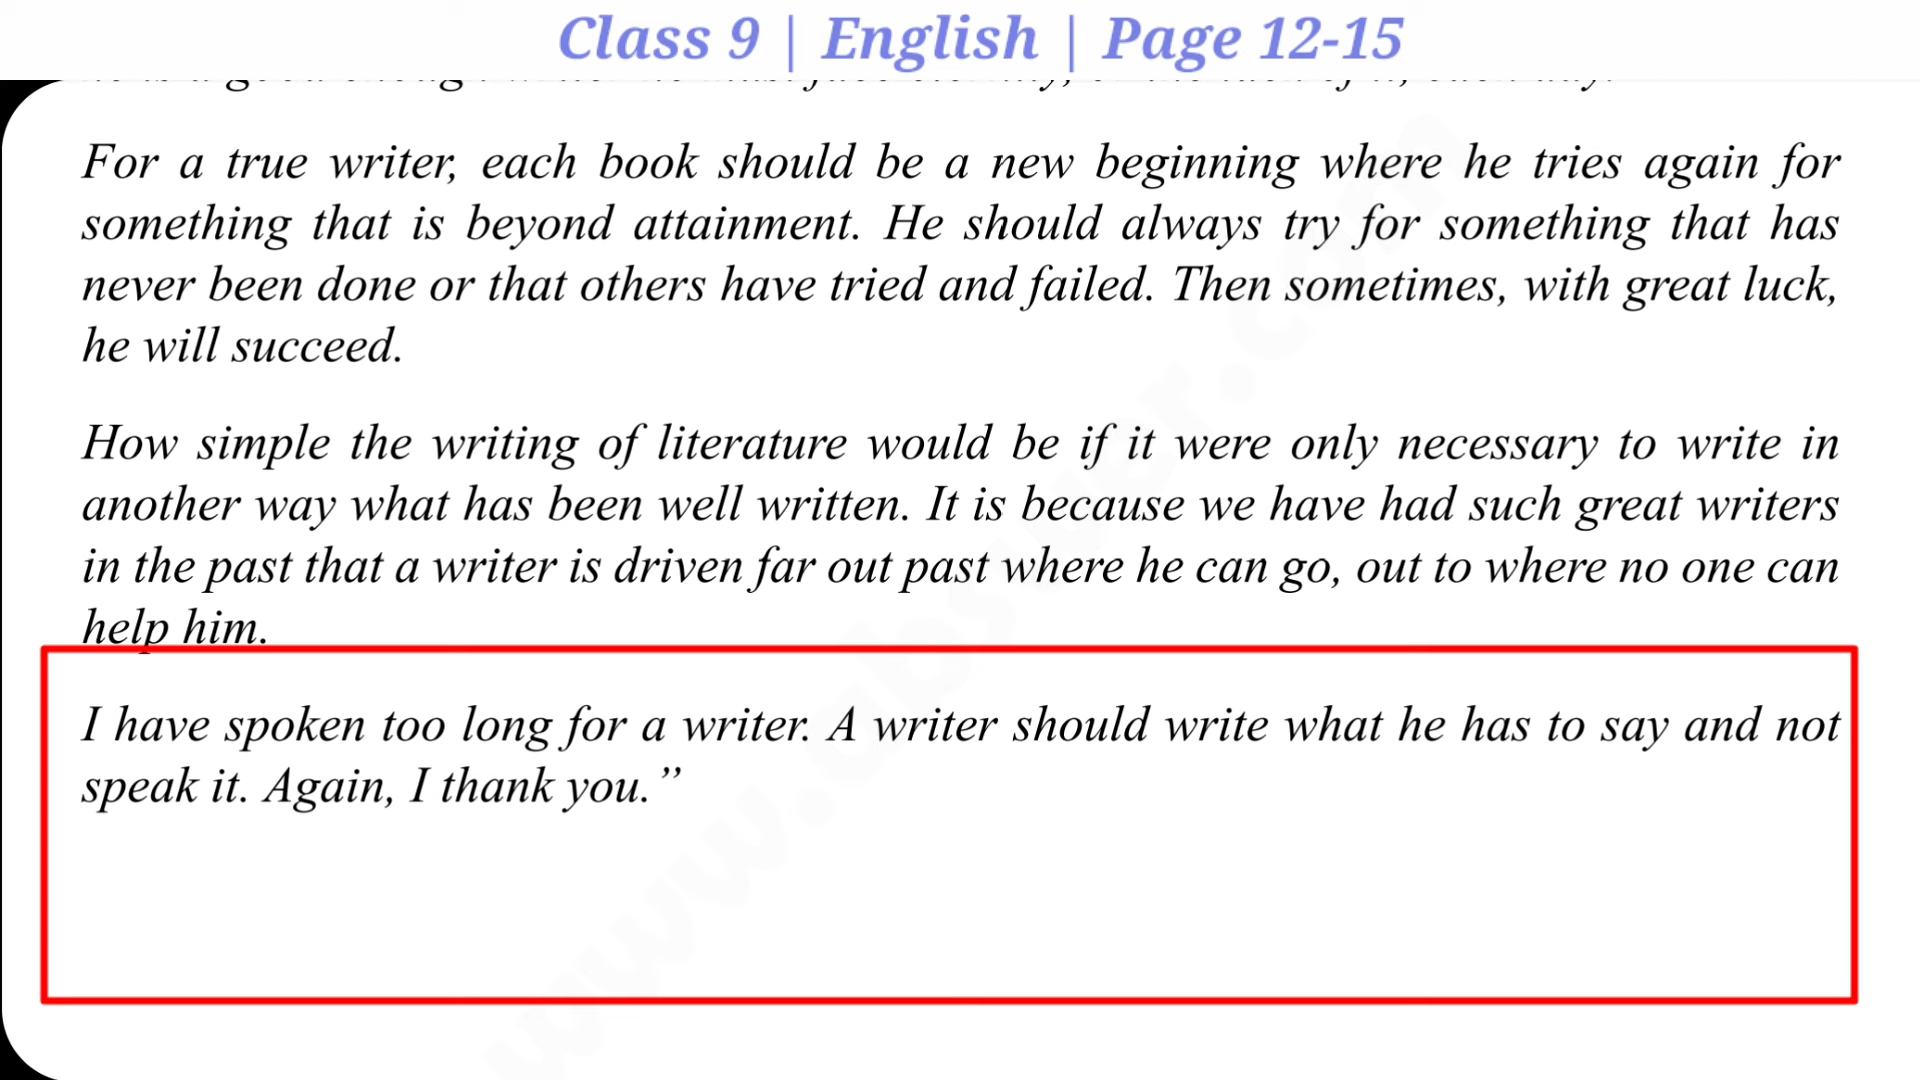 Class 9 | English | Page 12-15
For a true writer, each book should be a new beginning where he tries again for
something that is beyond attainment. He should always try for something that has
never been done or that others have tried and failed. Then sometimes, with great luck,
he will succeed.
How simple the writing of literature would be if it were only necessary to write in
another way what has been well written. It is because we have had such great writers
in the past that a writer is driven far out past where he can go, out to where no one can
help him.
I have spoken too long for a writer. A writer should write what he has to say and not
speak it. Again, I thank you.”